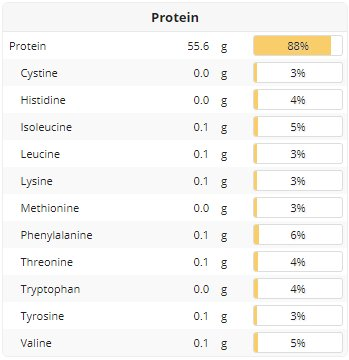 Protein
Protein 55.6 g 88%
Cystine 0.0 g 3%
Histidine 0.0 g 4%
Isoleucine 0.1 g 5%
Leucine 0.1 g 3%
Lysine 0.1 g 3%
Methionine 0.0 g 3%
Phenylalanine 0.1 g 6%
Threonine 0.1 g 4%
Tryptophan 0.0 g 4%
Tyrosine 0.1 g 3%
Valine 0.1 g 5%